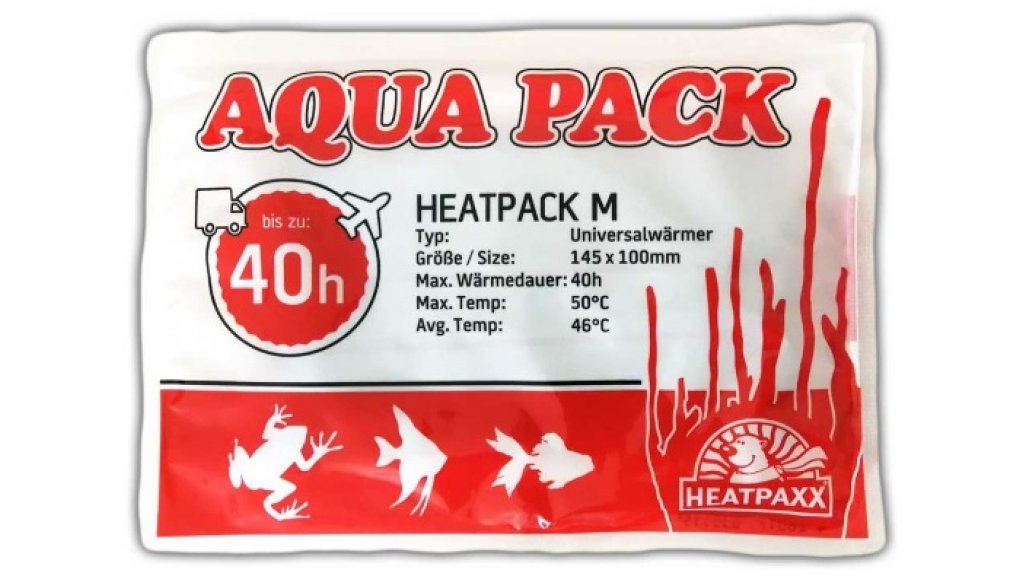 AQUA PACK
bis zu:
40h
HEATPACK M
Typ: Universalwärmer
Größe / Size: 145 x 100mm
Max. Wärmedauer: 40h
Max. Temp: 50°C
Avg. Temp: 46°C
HEATPAXX